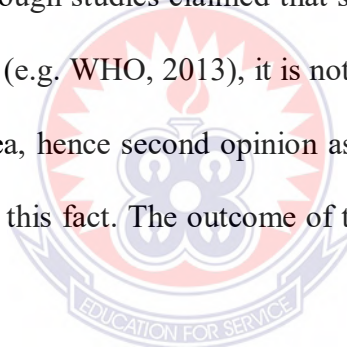 ough studies claimed that s
(e.g. WHO, 2013), it is not
ea, hence second opinion as
this fact. The outcome of t
EDUCATION FOR SERVICE